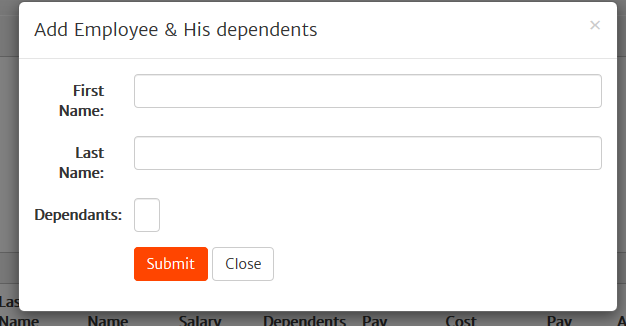 Add Employee & His dependents ×
First
Name:
Last
Name:
Dependants:
Submit Close
Name Name Salary Dependents Pay Cost Pay